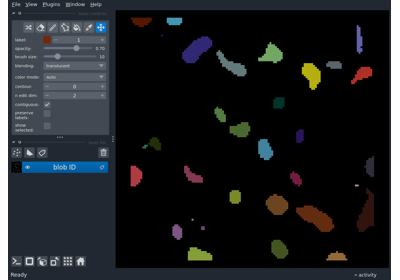 File View Plugins Window Help
label: 1
opacity: 0.70
brush size: 10
blending: translucent
color mode: auto
contour: 0
n edit dim: 2
contiguous:
preserve labels:
show selected:
blob ID
Ready
activity